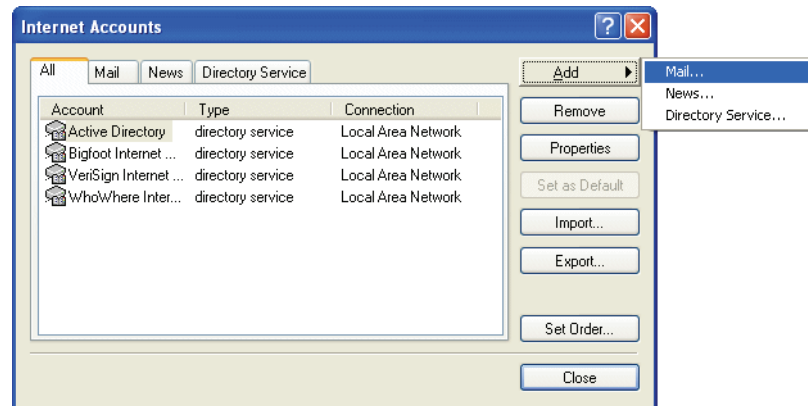 Internet Accounts
All Mail News Directory Service
Account Type Connection
Active Directory directory service Local Area Network
Bigfoot Internet ... directory service Local Area Network
VeriSign Internet ... directory service Local Area Network
WhoWhere Inter... directory service Local Area Network
Add
Remove
Properties
Set as Default
Import...
Export...
Set Order...
Close
Mail...
News...
Directory Service...